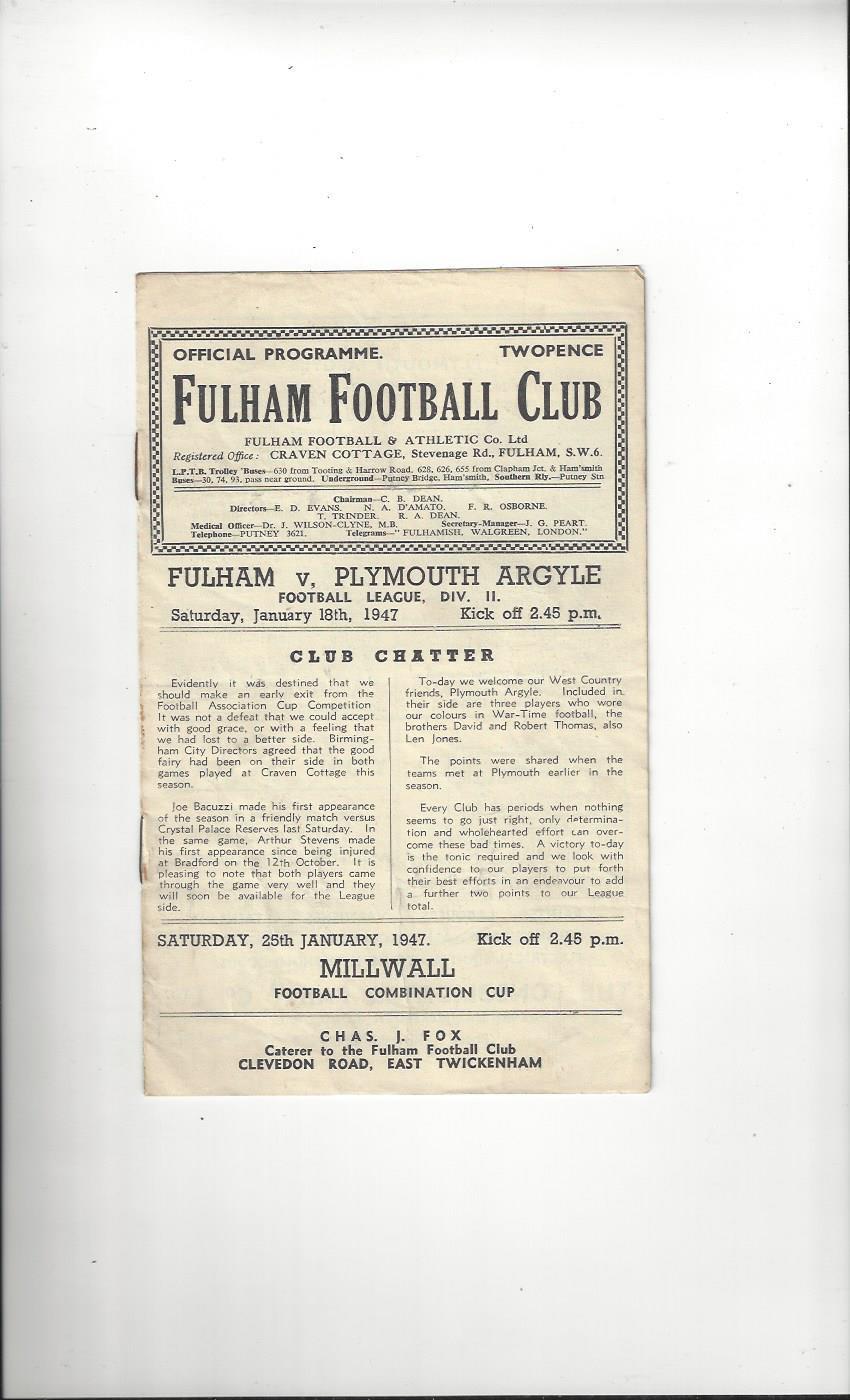 OFFICIAL PROGRAMME. TWOPENCE
FULHAM FOOTBALL CLUB
FULHAM FOOTBALL & ATHLETIC Co. Ltd
Registered Office: CRAVEN COTTAGE, Stevenage Rd., FULHAM, S.W.6.
L.P.T.B. Trolley 'Buses—630 from Tooting & Harrow Road, 628, 626, 655 from Clapham Jct. & Ham'smith
Buses—30, 74, 93, pass near ground. Underground—Putney Bridge, Ham'smith, Southern Rly.—Putney Stn
Chairman—C. B. DEAN.
Directors—E. D. EVANS. N. A. D'AMATO. F. R. OSBORNE.
T. TRINDER. R. A. DEAN.
Medical Officer—Dr. J. WILSON-CLYNE, M.B. Secretary-Manager—J. G. PEART.
Telephone—PUTNEY 3621. Telegrams—"FULHAMISH, WALGREEN, LONDON."
FULHAM v. PLYMOUTH ARGYLE
FOOTBALL LEAGUE, DIV. II.
Saturday, January 18th, 1947 Kick off 2.45 p.m.
CLUB CHATTER
Evidently it was destined that we
should make an early exit from the
Football Association Cup Competition
It was not a defeat that we could accept
with good grace, or with a feeling that
we had lost to a better side. Birming-
ham City Directors agreed that the good
fairy had been on their side in both
games played at Craven Cottage this
season.
Joe Bacuzzi made his first appearance
of the season in a friendly match versus
Crystal Palace Reserves last Saturday. In
the same game, Arthur Stevens made
his first appearance since being injured
at Bradford on the 12th October. It is
pleasing to note that both players came
through the game very well and they
will soon be available for the League
side.
To-day we welcome our West Country
friends, Plymouth Argyle. Included in
their side are three players who wore
our colours in War-Time football, the
brothers David and Robert Thomas, also
Len Jones.
The points were shared when the
teams met at Plymouth earlier in the
season.
Every Club has periods when nothing
seems to go just right, only determina-
tion and wholehearted effort can over-
come these bad times. A victory to-day
is the tonic required and we look with
confidence to our players to put forth
their best efforts in an endeavour to add
a further two points to our League
total.
SATURDAY, 25th JANUARY, 1947. Kick off 2.45 p.m.
MILLWALL
FOOTBALL COMBINATION CUP
CHAS. J. FOX
Caterer to the Fulham Football Club
CLEVEDON ROAD, EAST TWICKENHAM